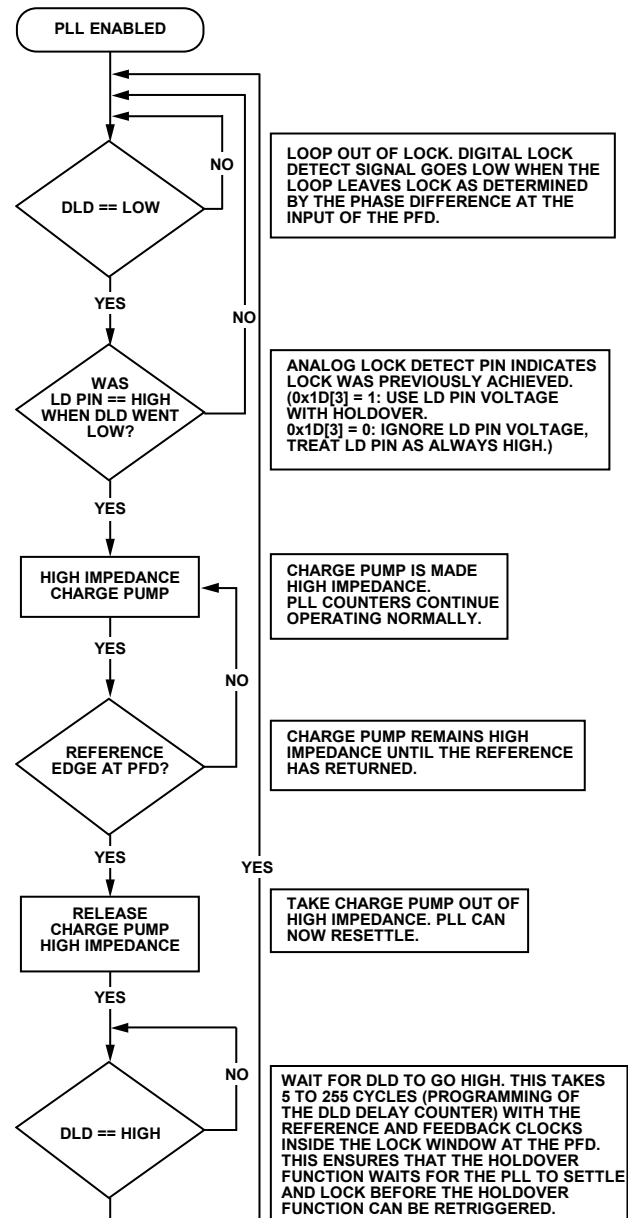 PLL ENABLED
NO
DLD == LOW
LOOP OUT OF LOCK. DIGITAL LOCK
DETECT SIGNAL GOES LOW WHEN THE
LOOP LEAVES LOCK AS DETERMINED
BY THE PHASE DIFFERENCE AT THE
INPUT OF THE PFD.
YES
NO
WAS
LD PIN == HIGH
WHEN DLD WENT
LOW?
ANALOG LOCK DETECT PIN INDICATES
LOCK WAS PREVIOUSLY ACHIEVED.
(0x1D[3] = 1: USE LD PIN VOLTAGE
WITH HOLDOVER.
0x1D[3] = 0: IGNORE LD PIN VOLTAGE,
TREAT LD PIN AS ALWAYS HIGH.)
YES
HIGH IMPEDANCE
CHARGE PUMP
CHARGE PUMP IS MADE
HIGH IMPEDANCE.
PLL COUNTERS CONTINUE
OPERATING NORMALLY.
YES
NO
REFERENCE
EDGE AT PFD?
CHARGE PUMP REMAINS HIGH
IMPEDANCE UNTIL THE REFERENCE
HAS RETURNED.
YES
YES
RELEASE
CHARGE PUMP
HIGH IMPEDANCE
TAKE CHARGE PUMP OUT OF
HIGH IMPEDANCE. PLL CAN
NOW RESETTLE.
YES
NO
DLD == HIGH
WAIT FOR DLD TO GO HIGH. THIS TAKES
5 TO 255 CYCLES (PROGRAMMING OF
THE DLD DELAY COUNTER) WITH THE
REFERENCE AND FEEDBACK CLOCKS
INSIDE THE LOCK WINDOW AT THE PFD.
THIS ENSURES THAT THE HOLDOVER
FUNCTION WAITS FOR THE PLL TO SETTLE
AND LOCK BEFORE THE HOLDOVER
FUNCTION CAN BE RETRIGGERED.